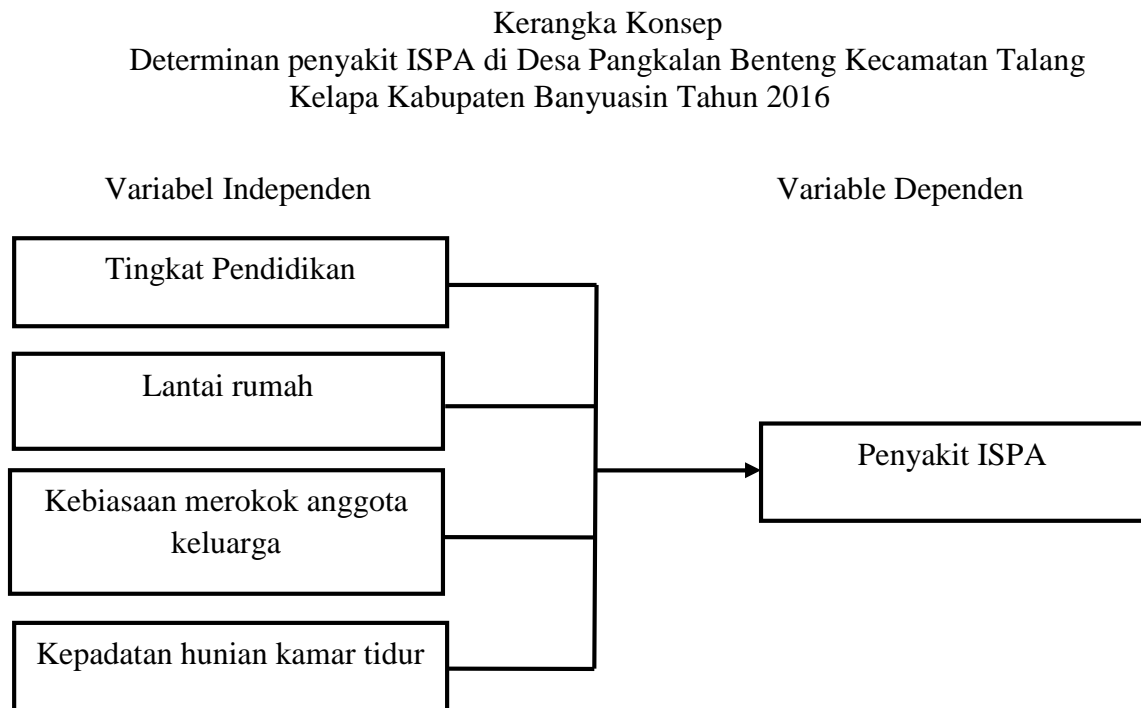 Kerangka Konsep
Determinan penyakit ISPA di Desa Pangkalan Benteng Kecamatan Talang
Kelapa Kabupaten Banyuasin Tahun 2016
Variabel Independen
Variable Dependen
Tingkat Pendidikan
Lantai rumah
Kebiasaan merokok anggota
keluarga
Kepadatan hunian kamar tidur
Penyakit ISPA